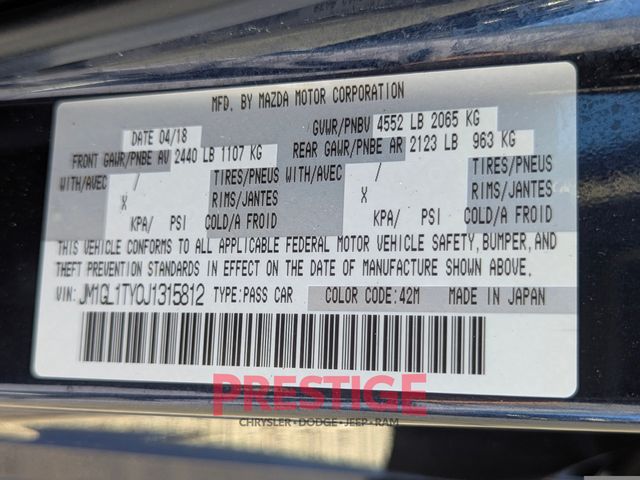 MFD. BY MAZDA MOTOR CORPORATION
DATE 04/18 GVWR/PNBV 4552 LB 2065 KG
FRONT GAWR/PNBE AV 2440 LB 1107 KG REAR GAWR/PNBE AR 2123 LB 963 KG
WITH/AVEC / TIRES/PNEUS WITH/AVEC / TIRES/PNEUS
X RIMS/JANTES X RIMS/JANTES
KPA/ PSI COLD/A FROID KPA/ PSI COLD/A FROID
THIS VEHICLE CONFORMS TO ALL APPLICABLE FEDERAL MOTOR VEHICLE SAFETY, BUMPER, AND
THEFT PREVENTION STANDARDS IN EFFECT ON THE DATE OF MANUFACTURE SHOWN ABOVE.
VIN: JM1GL1TY0J1315812 TYPE:PASS CAR COLOR CODE:42M MADE IN JAPAN
PRESTIGE
CHRYSLER · DODGE · JEEP · RAM